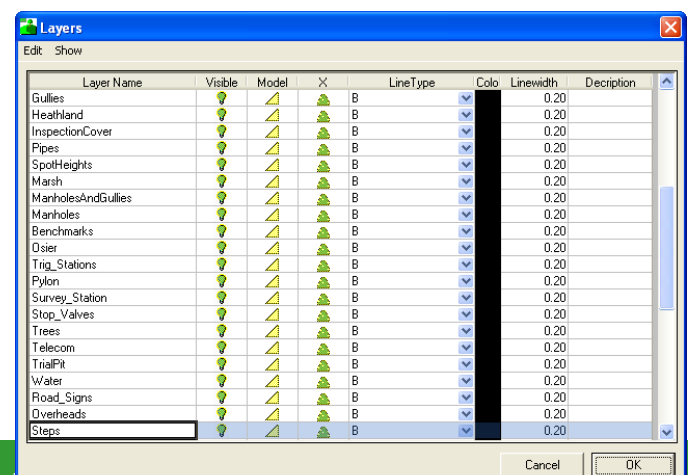 Layers
Edit Show
Layer Name Visible Model X LineType Colo Linewidth Decription
Gullies B 0.20
Heathland B 0.20
InspectionCover B 0.20
Pipes B 0.20
SpotHeights B 0.20
Marsh B 0.20
ManholesAndGullies B 0.20
Manholes B 0.20
Benchmarks B 0.20
Osier B 0.20
Trig_Stations B 0.20
Pylon B 0.20
Survey_Station B 0.20
Stop_Valves B 0.20
Trees B 0.20
Telecom B 0.20
TrialPit B 0.20
Water B 0.20
Road_Signs B 0.20
Overheads B 0.20
Steps B 0.20
Cancel OK